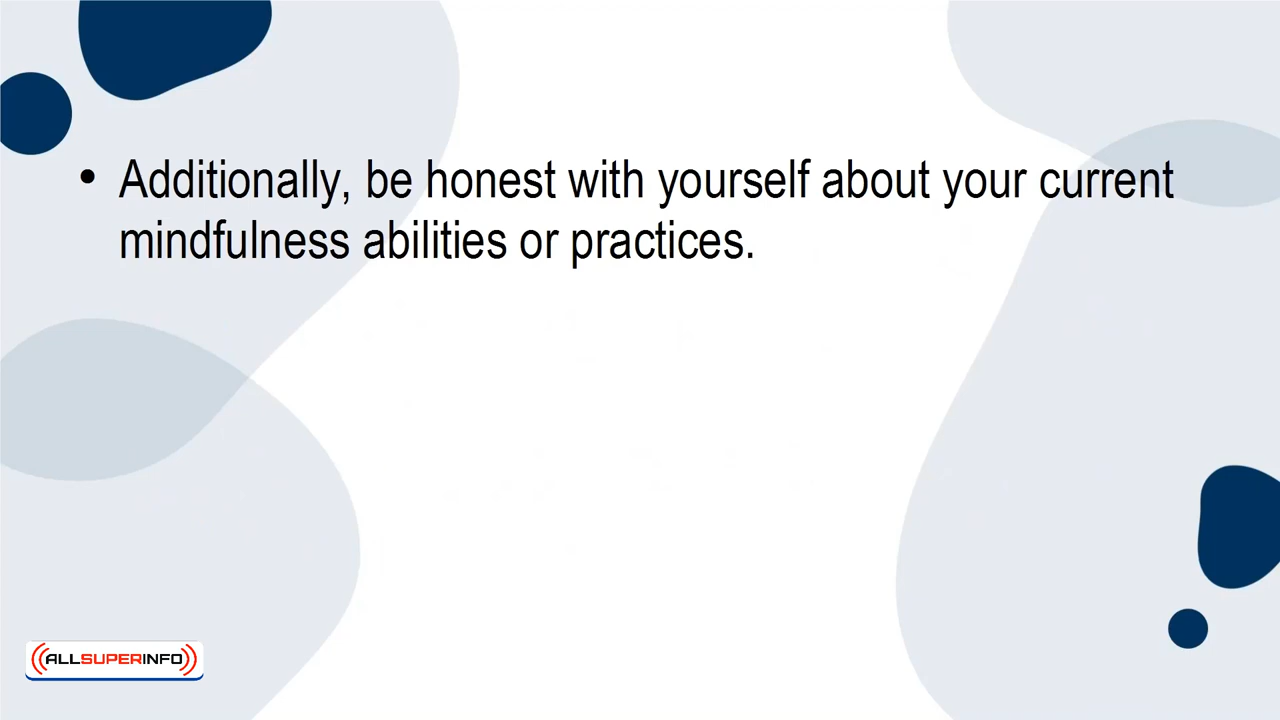 • Additionally, be honest with yourself about your current
mindfulness abilities or practices.
ALLSUPERINFO